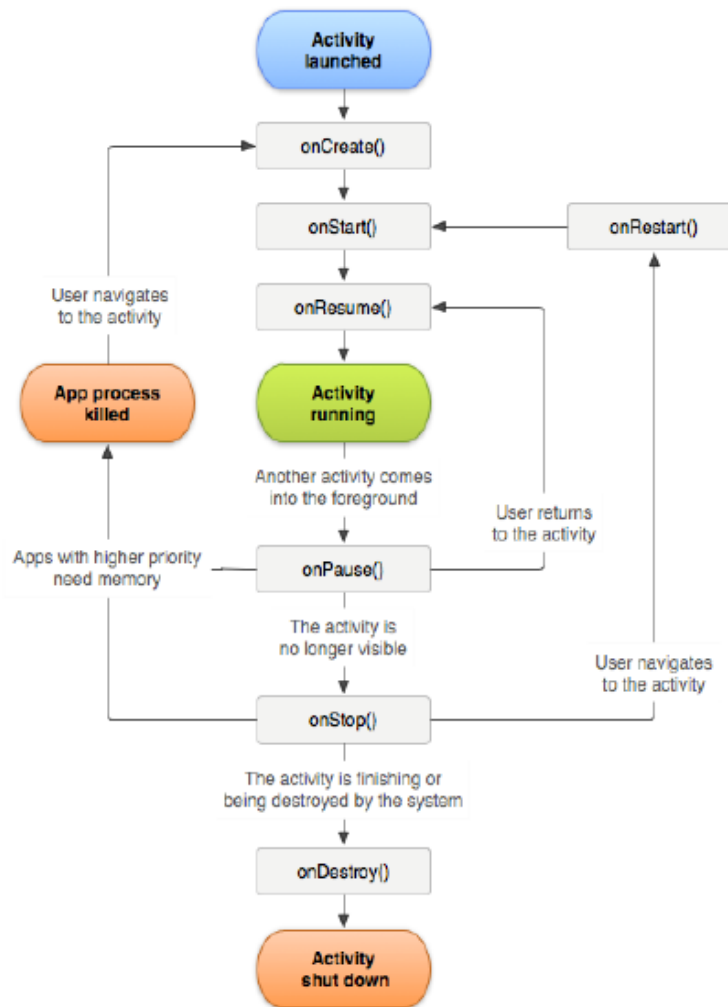 Activity
launched
onCreate()
onStart()
onRestart()
User navigates
to the activity
onResume()
App process
killed
Activity
running
Another activity comes
into the foreground
User returns
to the activity
Apps with higher priority
need memory
onPause()
The activity is
no longer visible
User navigates
to the activity
onStop()
The activity is finishing or
being destroyed by the system
onDestroy()
Activity
shut down